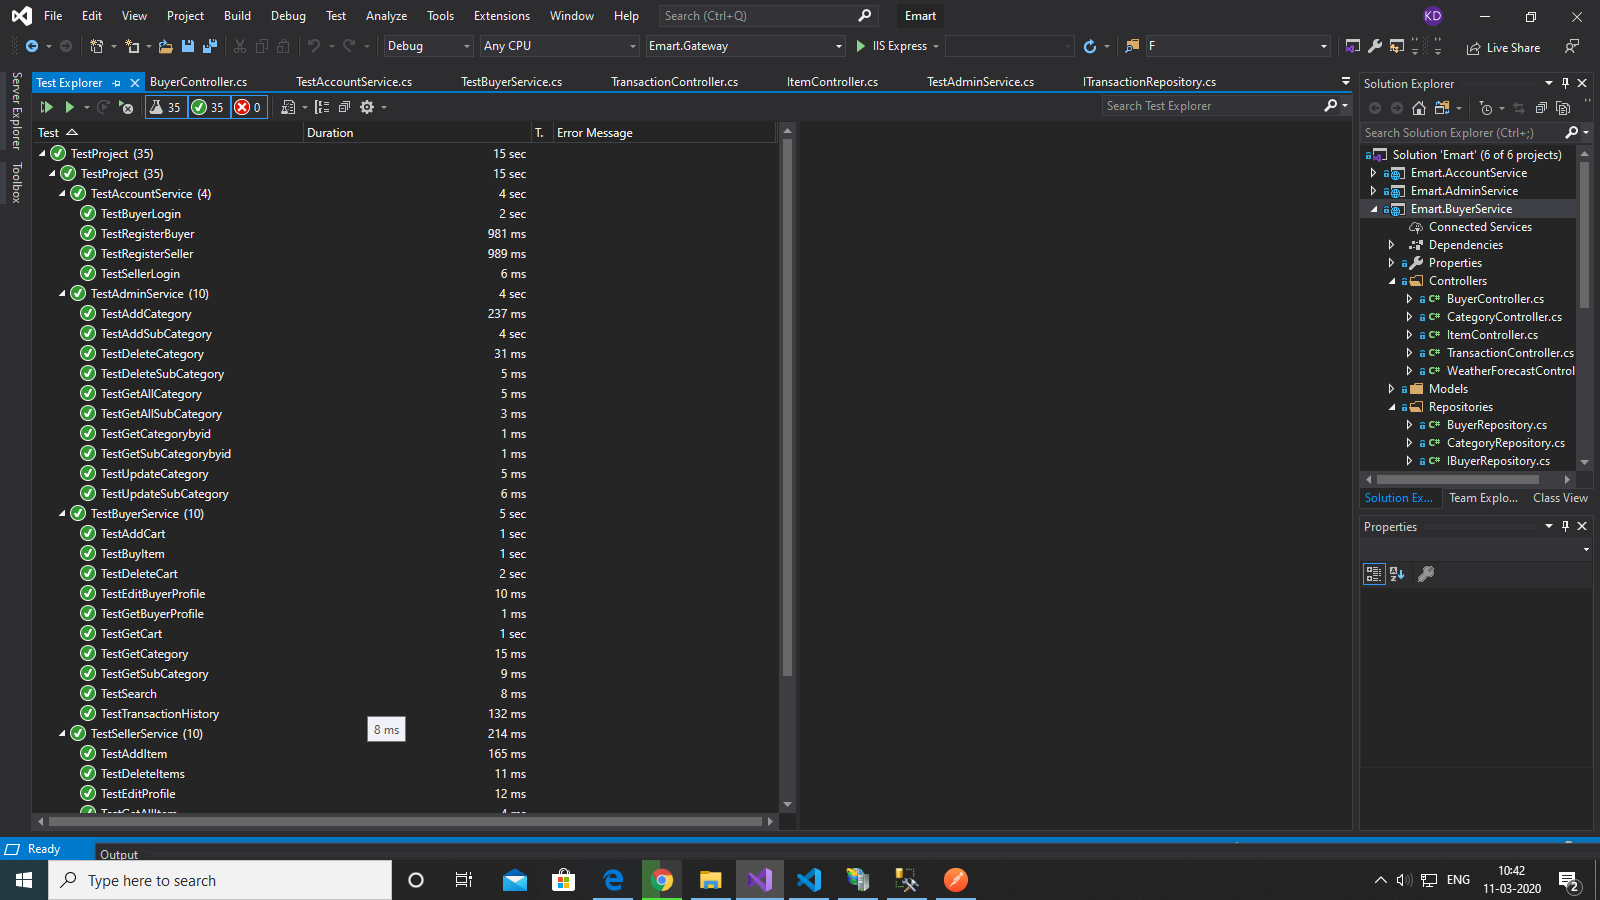 File Edit View Project Build Debug Test Analyze Tools Extensions Window Help Search (Ctrl+Q) Emart KD
Debug Any CPU Emart.Gateway IIS Express F Live Share
Server Explorer
Toolbox
Test Explorer BuyerController.cs TestAccountService.cs TestBuyerService.cs TransactionController.cs ItemController.cs TestAdminService.cs ITransactionRepository.cs
35 35 0 Search Test Explorer
Test Duration T. Error Message
TestProject (35) 15 sec
TestProject (35) 15 sec
TestAccountService (4) 4 sec
TestBuyerLogin 2 sec
TestRegisterBuyer 981 ms
TestRegisterSeller 989 ms
TestSellerLogin 6 ms
TestAdminService (10) 4 sec
TestAddCategory 237 ms
TestAddSubCategory 4 sec
TestDeleteCategory 31 ms
TestDeleteSubCategory 5 ms
TestGetAllCategory 5 ms
TestGetAllSubCategory 3 ms
TestGetCategorybyid 1 ms
TestGetSubCategorybyid 1 ms
TestUpdateCategory 5 ms
TestUpdateSubCategory 6 ms
TestBuyerService (10) 5 sec
TestAddCart 1 sec
TestBuyItem 1 sec
TestDeleteCart 2 sec
TestEditBuyerProfile 10 ms
TestGetBuyerProfile 1 ms
TestGetCart 1 sec
TestGetCategory 15 ms
TestGetSubCategory 9 ms
TestSearch 8 ms
TestTransactionHistory 132 ms
8 ms
TestSellerService (10) 214 ms
TestAddItem 165 ms
TestDeleteItems 11 ms
TestEditProfile 12 ms
TestGetAllItem 4 ms
Solution Explorer
Search Solution Explorer (Ctrl+;)
Solution 'Emart' (6 of 6 projects)
Emart.AccountService
Emart.AdminService
Emart.BuyerService
Connected Services
Dependencies
Properties
Controllers
C# BuyerController.cs
C# CategoryController.cs
C# ItemController.cs
C# TransactionController.cs
C# WeatherForecastControl
Models
Repositories
C# BuyerRepository.cs
C# CategoryRepository.cs
C# IBuyerRepository.cs
Solution Ex... Team Explo... Class View
Properties
Ready
Output
Type here to search
ENG
10:42
11-03-2020
2